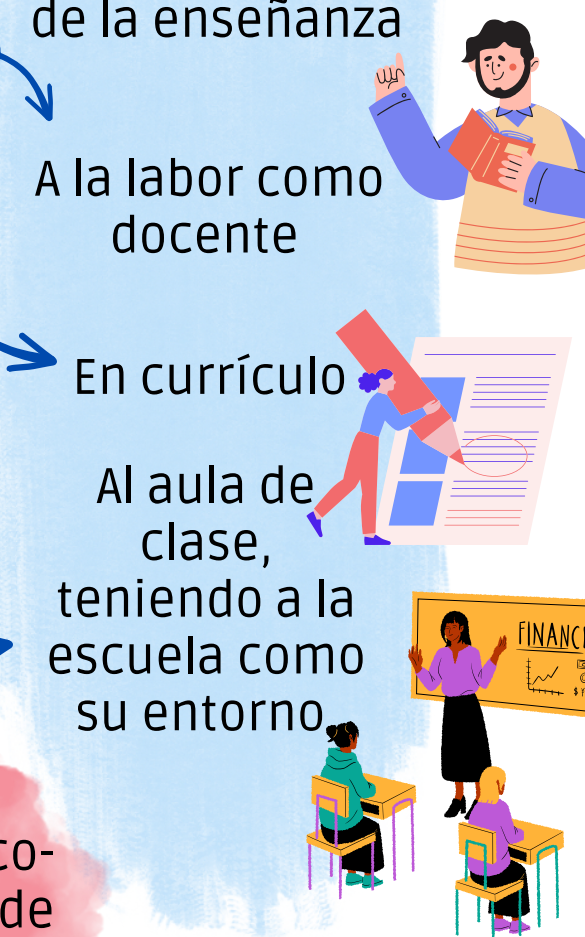 de la enseñanza
A la labor como
docente
En currículo
Al aula de
clase,
teniendo a la
escuela como
su entorno
FINANC
co-
de